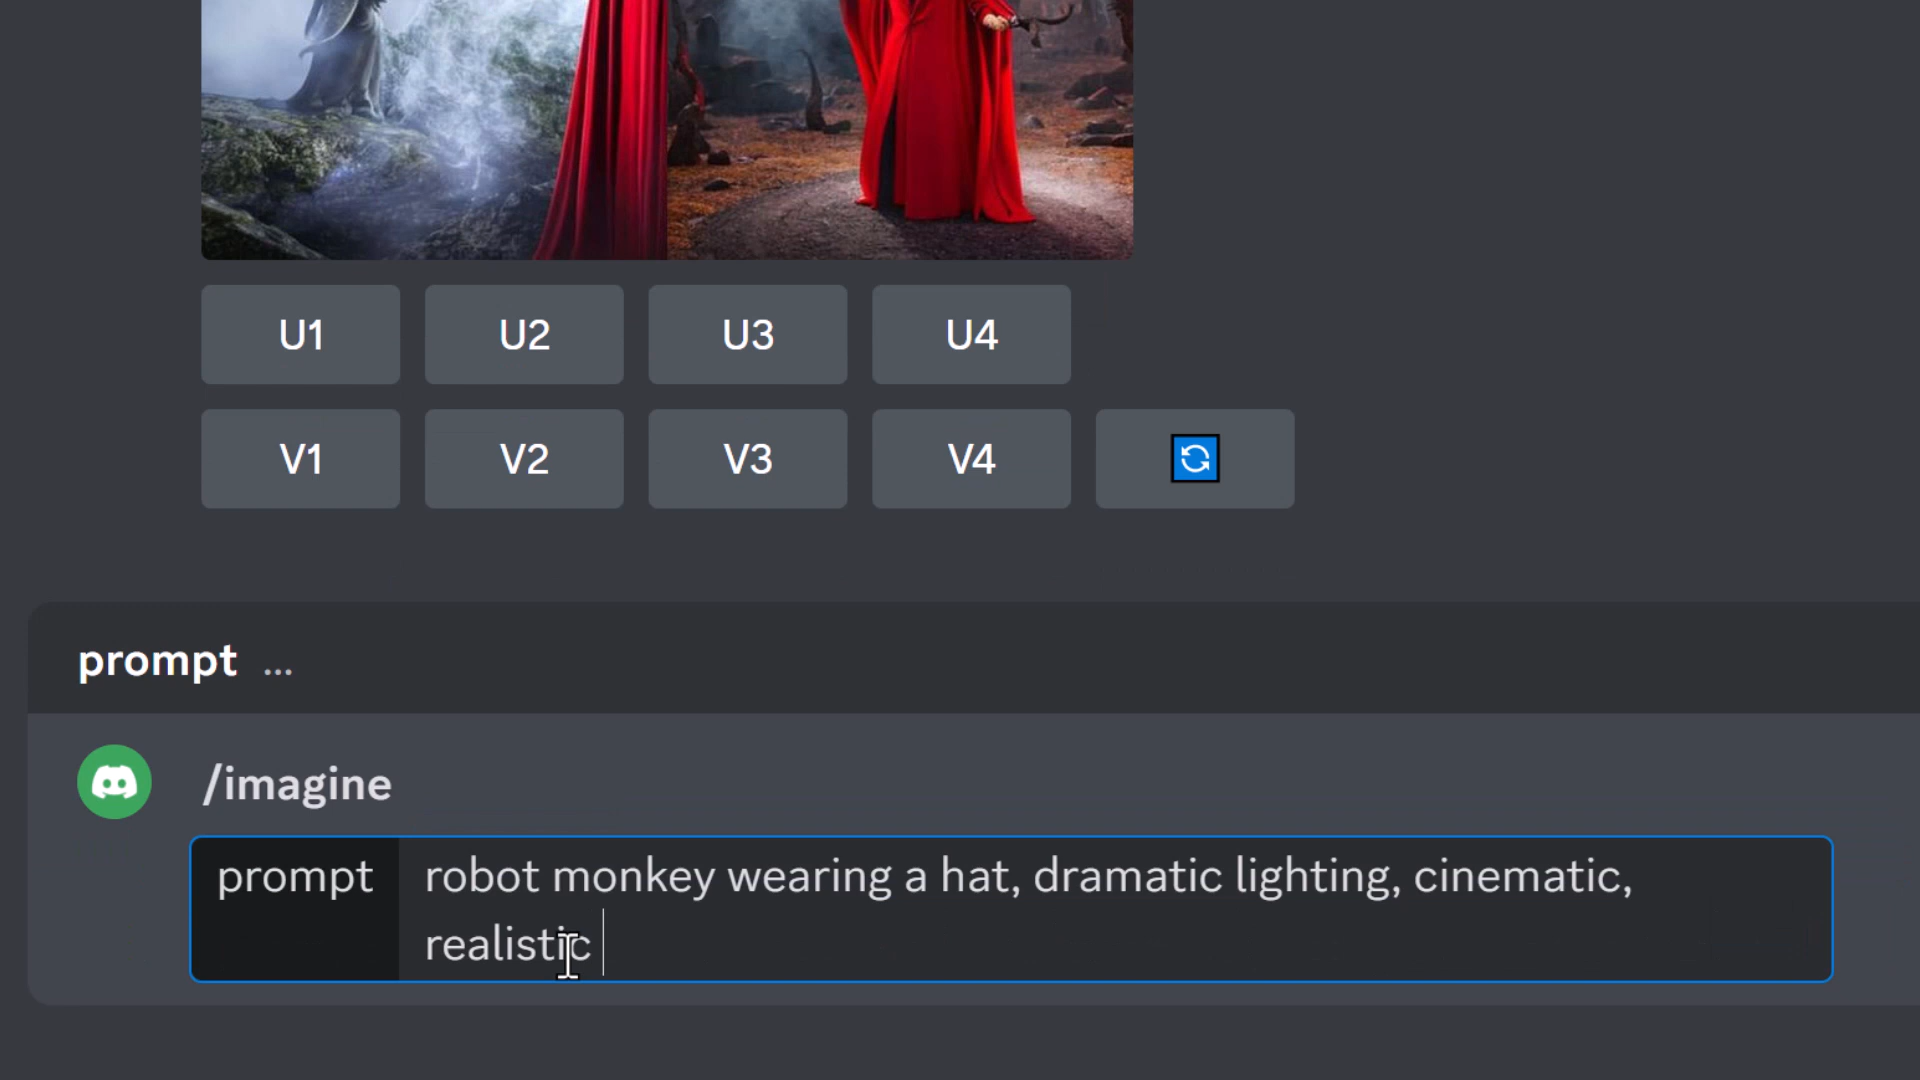 U1 U2 U3 U4
V1 V2 V3 V4
prompt ...
/imagine
prompt robot monkey wearing a hat, dramatic lighting, cinematic,
realistic